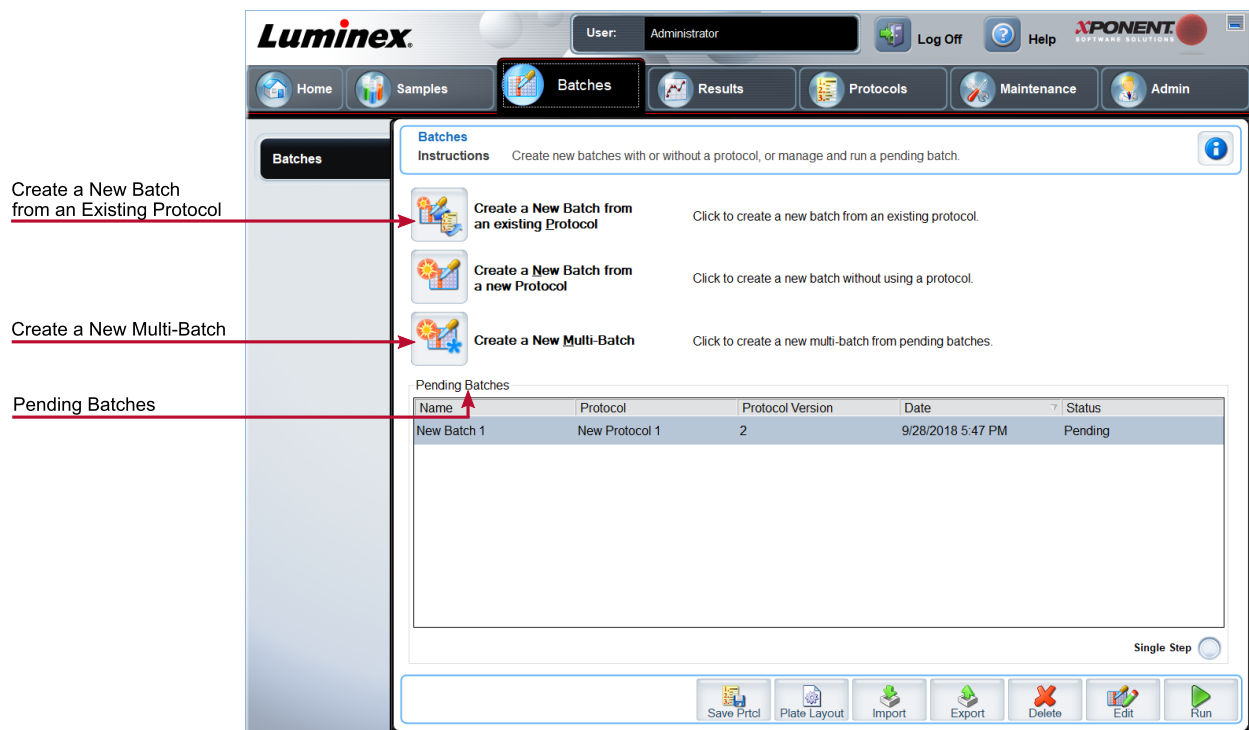 Luminex
User: Administrator
Log Off
Help
XPONENT
SOFTWARE SOLUTIONS
Home
Samples
Batches
Results
Protocols
Maintenance
Admin
Batches
Batches
Instructions Create new batches with or without a protocol, or manage and run a pending batch.
Create a New Batch
from an Existing Protocol
Create a New Batch from
an existing Protocol
Click to create a new batch from an existing protocol.
Create a New Batch from
a new Protocol
Click to create a new batch without using a protocol.
Create a New Multi-Batch
Create a New Multi-Batch
Click to create a new multi-batch from pending batches.
Pending Batches
Pending Batches
Name Protocol Protocol Version Date Status
New Batch 1 New Protocol 1 2 9/28/2018 5:47 PM Pending
Single Step
Save Prtcl
Plate Layout
Import
Export
Delete
Edit
Run